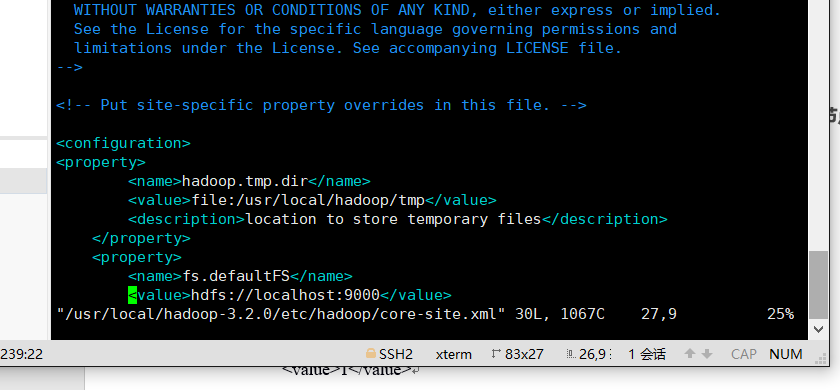 WITHOUT WARRANTIES OR CONDITIONS OF ANY KIND, either express or implied.
See the License for the specific language governing permissions and
limitations under the License. See accompanying LICENSE file.
-->
<!-- Put site-specific property overrides in this file. -->
<configuration>
<property>
<name>hadoop.tmp.dir</name>
<value>file:/usr/local/hadoop/tmp</value>
<description>location to store temporary files</description>
</property>
<property>
<name>fs.defaultFS</name>
<value>hdfs://localhost:9000</value>
"/usr/local/hadoop-3.2.0/etc/hadoop/core-site.xml" 30L, 1067C 27,9 25%
239:22 SSH2 xterm 83x27 26,9 1 会话 CAP NUM
<value>1</value>